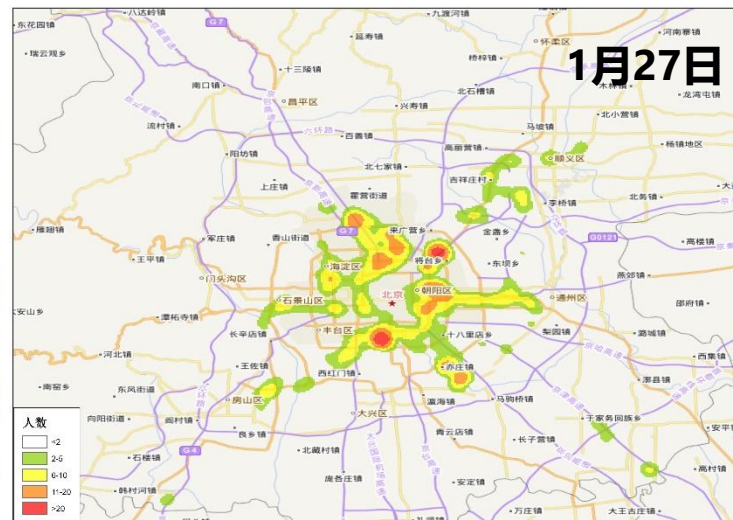 1月27日
东花园镇
八达岭镇
九渡河镇
G7
怀柔区
河南寨镇
瑞云观乡
延寿镇
桥梓镇
十三陵镇
南口镇
昌平区
北石槽镇
龙湾屯镇
兴寿镇
北小营镇
流村镇
六环路
百善镇
马坡镇
杨镇地区
高丽营镇
阳坊镇
北七家镇
顺义区
上庄镇
霍营街道
吉祥庄村
李桥镇
北务镇
雁翅镇
军庄镇
香山街道
G7
来广营乡
金盏乡
G0121
高楼镇
王平镇
海淀区
将台乡
东坝乡
燕郊镇
门头沟区
北京
朝阳区
通州区
邵府镇
石景山区
潭柘寺镇
丰台区
十八里店乡
梨园镇
潞城镇
长辛店镇
河北镇
王佐镇
西红门镇
亦庄镇
西集镇
南窑乡
东风街道
房山区
瀛海镇
马驹桥镇
漷县镇
向阳街道
阎村镇
大兴区
于家务回族乡
安平镇
良乡镇
青云店镇
长子营镇
石楼镇
G4
北藏村镇
韩村河镇
庞各庄镇
安定镇
高村镇
万庄镇
大王古庄镇
人数
<2
2-5
6-10
11-20
>20